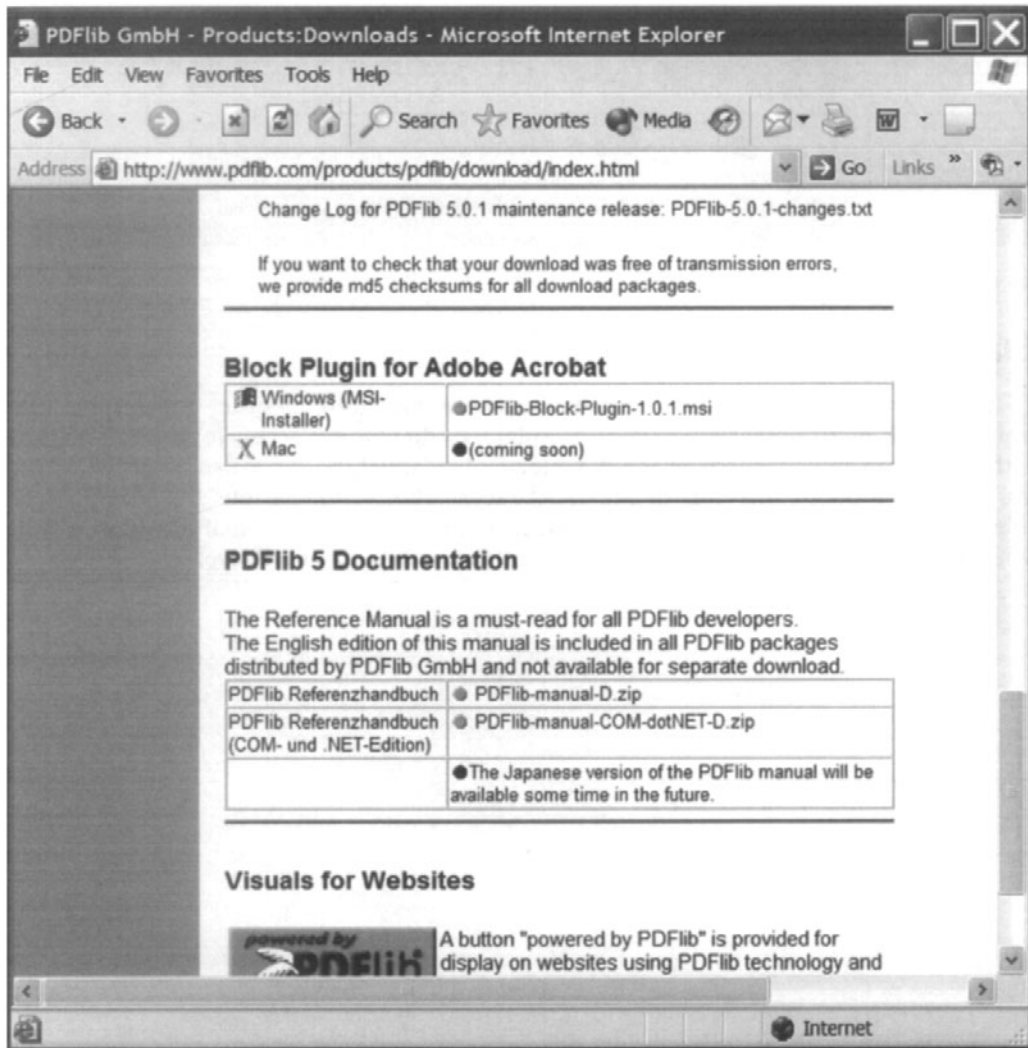 PDFlib GmbH - Products:Downloads - Microsoft Internet Explorer
File Edit View Favorites Tools Help
Back Search Favorites Media
Address http://www.pdflib.com/products/pdflib/download/index.html Go Links »
Change Log for PDFlib 5.0.1 maintenance release: PDFlib-5.0.1-changes.txt
If you want to check that your download was free of transmission errors,
we provide md5 checksums for all download packages.
Block Plugin for Adobe Acrobat
Windows (MSI-
Installer)
PDFlib-Block-Plugin-1.0.1.msi
Mac
(coming soon)
PDFlib 5 Documentation
The Reference Manual is a must-read for all PDFlib developers.
The English edition of this manual is included in all PDFlib packages
distributed by PDFlib GmbH and not available for separate download.
PDFlib Referenzhandbuch
PDFlib-manual-D.zip
PDFlib Referenzhandbuch
(COM- und .NET-Edition)
PDFlib-manual-COM-dotNET-D.zip
The Japanese version of the PDFlib manual will be
available some time in the future.
Visuals for Websites
powered by
PDFlib
A button "powered by PDFlib" is provided for
display on websites using PDFlib technology and
Internet